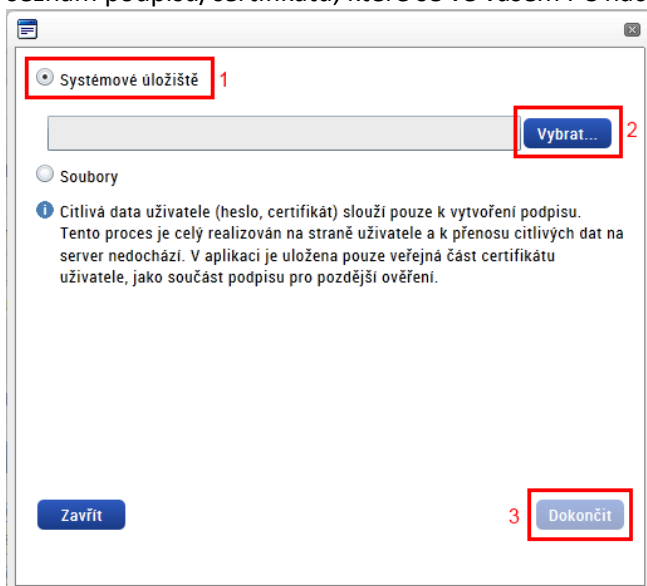 Systémové úložiště 1
Vybrat... 2
Soubory
Citlivá data uživatele (heslo, certifikát) slouží pouze k vytvoření podpisu.
Tento proces je celý realizován na straně uživatele a k přenosu citlivých dat na
server nedochází. V aplikaci je uložena pouze veřejná část certifikátu
uživatele, jako součást podpisu pro pozdější ověření.
Zavřít 3 Dokončit